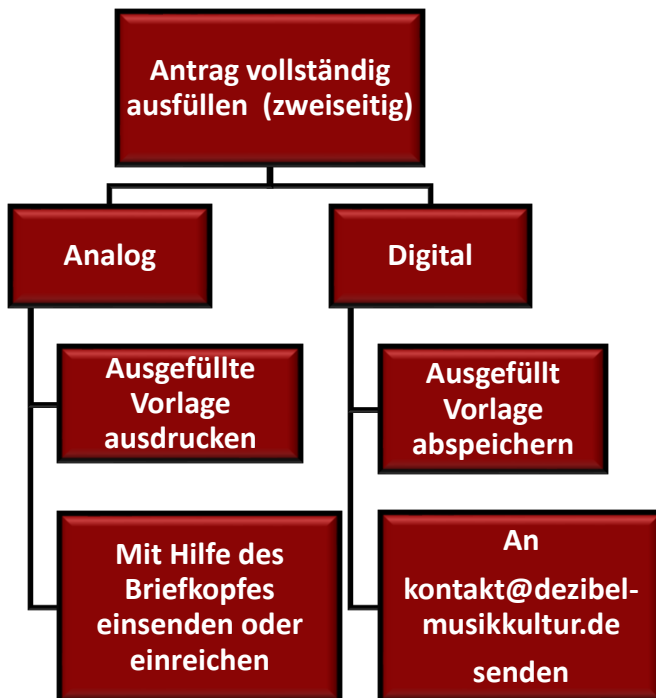 Antrag vollständig
ausfüllen (zweiseitig)
Analog
Digital
Ausgefüllte
Vorlage
ausdrucken
Ausgefüllt
Vorlage
abspeichern
Mit Hilfe des
Briefkopfes
einsenden oder
einreichen
An
kontakt@dezibel-
musikkultur.de
senden